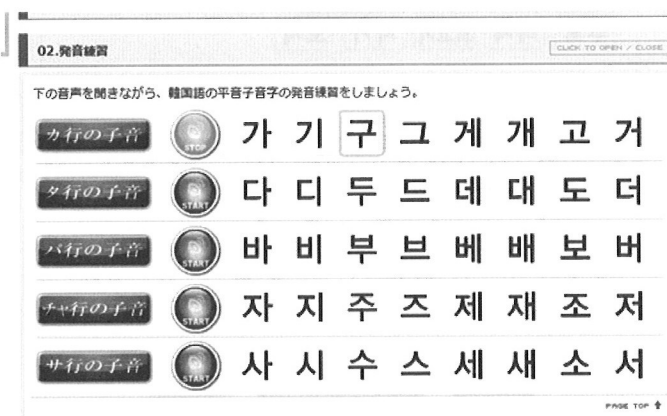 02.発音練習
CLICK TO OPEN / CLOSE
下の音声を聞きながら、韓国語の平音子音字の発音練習をしましょう。
カ行の子音 STOP 가 기 구 그 게 개 고 거
タ行の子音 START 다 디 두 드 데 대 도 더
パ行の子音 START 바 비 부 브 베 배 보 버
チャ行の子音 START 자 지 주 즈 제 재 조 저
サ行の子音 START 사 시 수 스 세 새 소 서
PAGE TOP